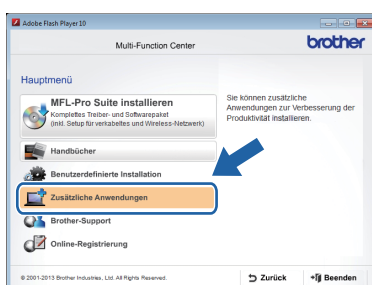 Adobe Flash Player 10
Multi-Function Center
brother
Hauptmenü
MFL-Pro Suite installieren
Komplettes Treiber- und Softwarepaket
(inkl. Setup für verkabeltes und Wireless-Netzwerk)
Sie können zusätzliche
Anwendungen zur Verbesserung der
Produktivität installieren.
Handbücher
Benutzerdefinierte Installation
Zusätzliche Anwendungen
Brother-Support
Online-Registrierung
© 2001-2013 Brother Industries, Ltd. All Rights Reserved.
Zurück
Beenden